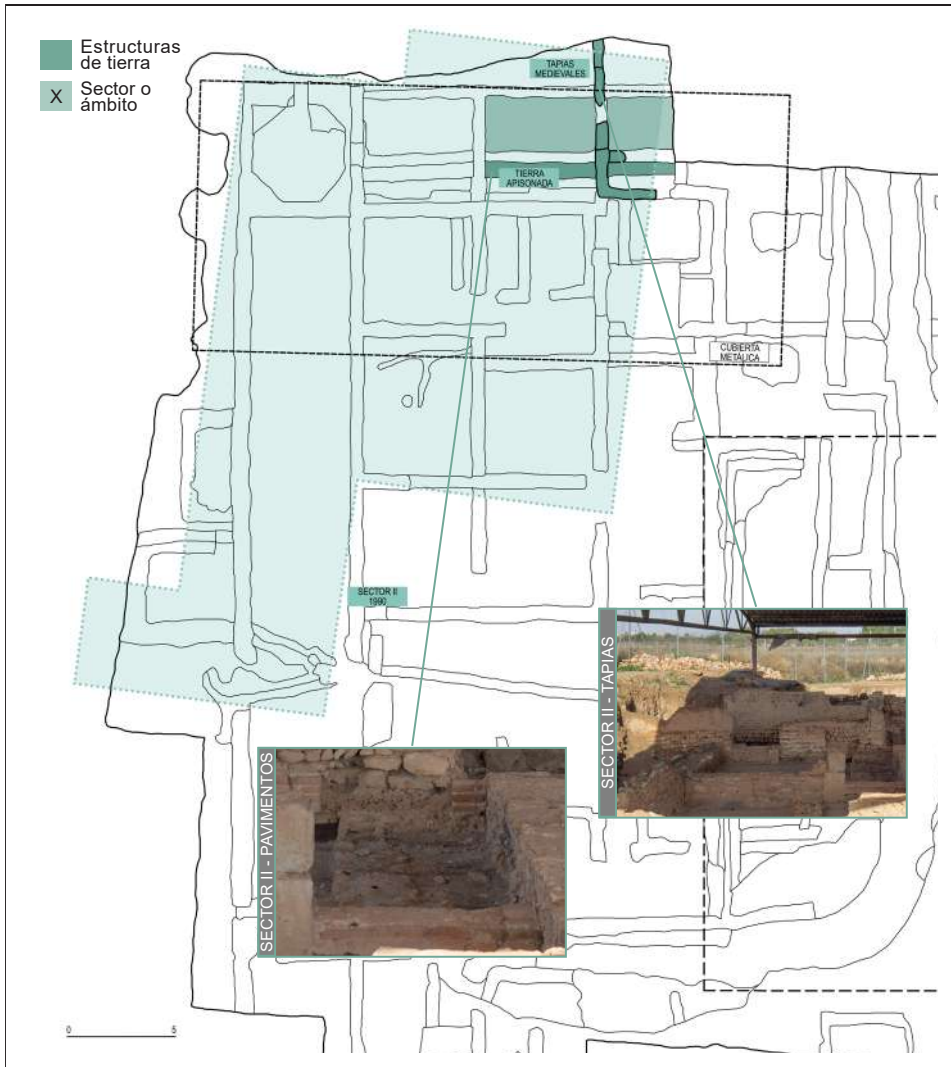 Estructuras
de tierra
X
Sector o
ámbito
TAPIAS
MEDIEVALES
TIERRA
APISONADA
CUBIERTA
METÁLICA
SECTOR II
1990
SECTOR II - TAPIAS
SECTOR II - PAVIMENTOS
0
5